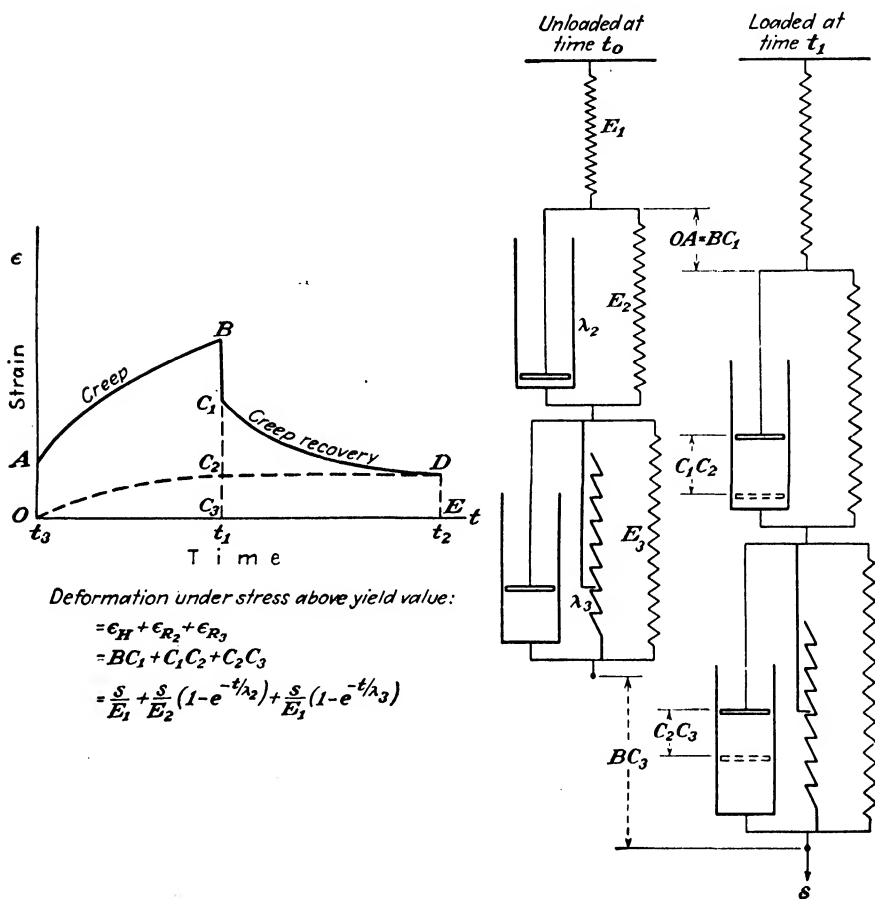 Unloaded at
time t₀
Loaded at
time t₁
E₁
OA=BC₁
E₂
λ₂
C₁C₂
E₃
λ₃
BC₃
C₂C₃
s
ϵ
Strain
B
Creep
C₁
Creep recovery
A
C₂
D
O
C₃
E
t
t₃
t₁
t₂
Time
Deformation under stress above yield value:
=ϵ_H+ϵ_R₂+ϵ_R₃
=BC₁+C₁C₂+C₂C₃
=s/E₁+s/E₂(1-e^-t/λ₂)+s/E₁(1-e^-t/λ₃)